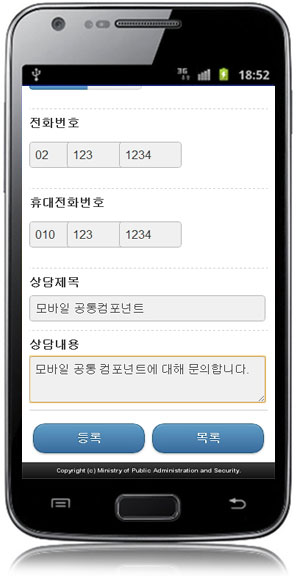 3G 18:52
전화번호
02 123 1234
휴대전화번호
010 123 1234
상담제목
모바일 공통컴포넌트
상담내용
모바일 공통 컴포넌트에 대해 문의합니다.
등록 목록
Copyright (c) Ministry of Public Administration and Security.